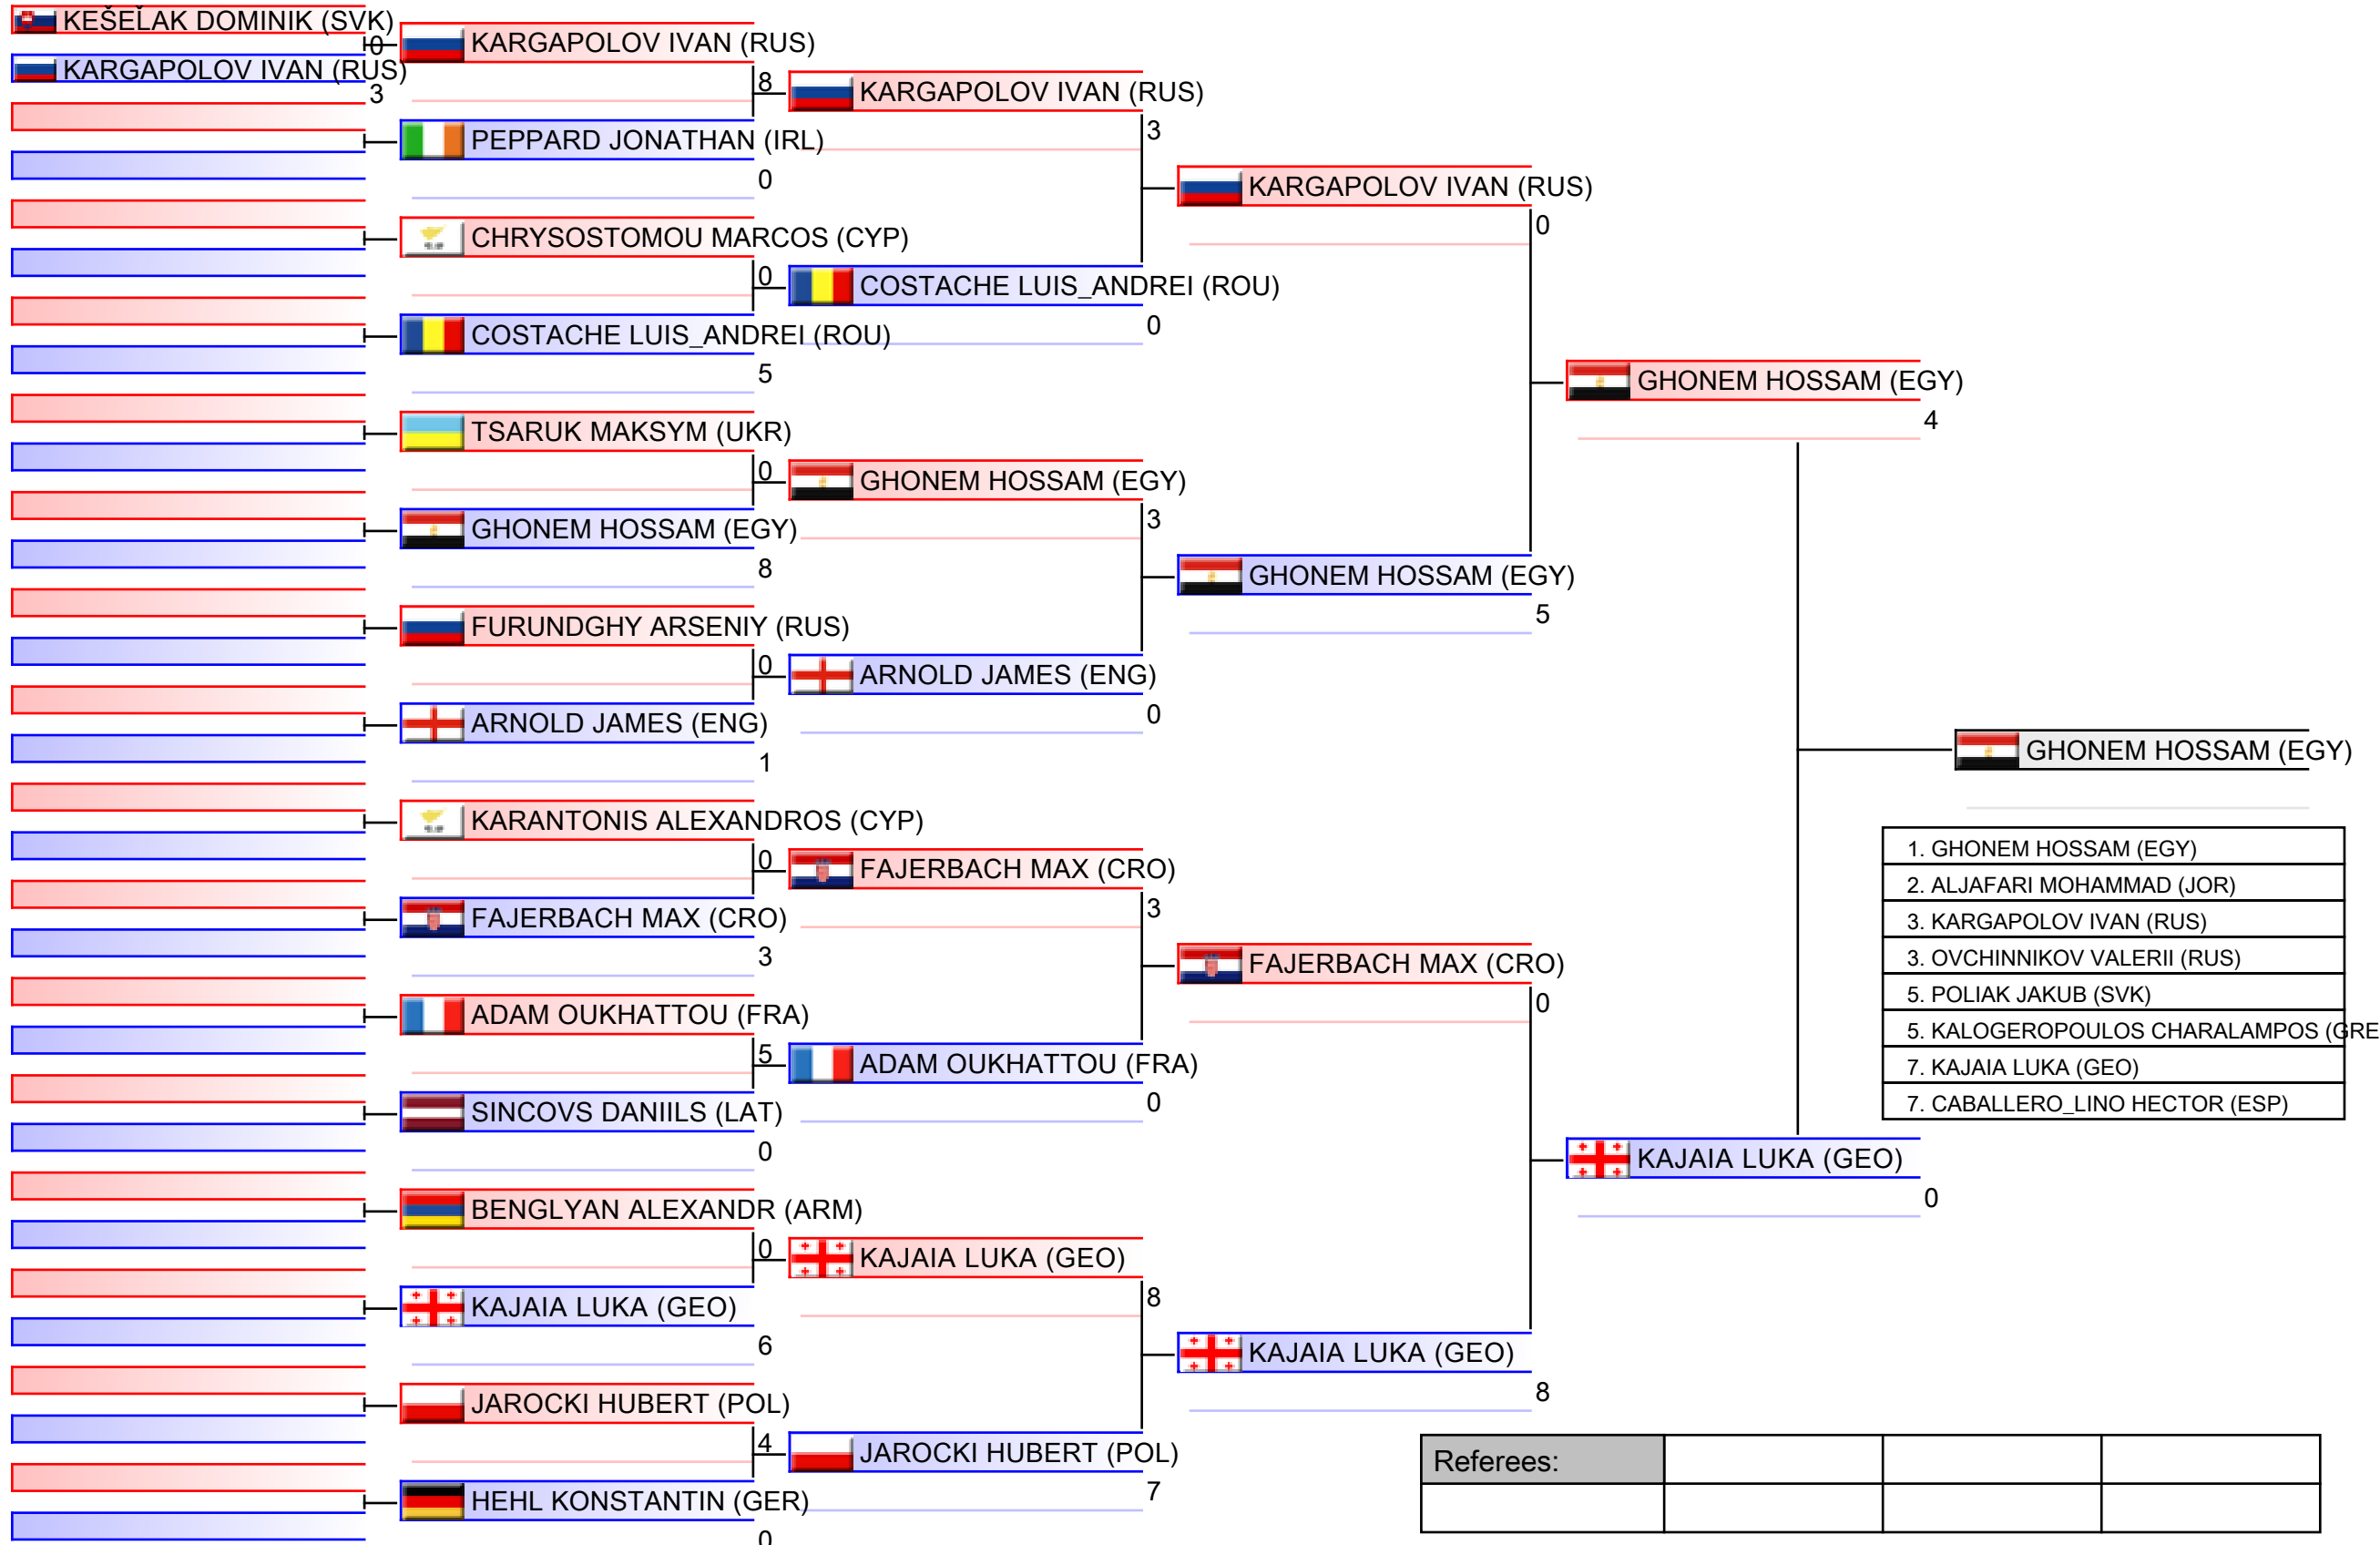 KEŠEĽAK DOMINIK (SVK)
0
KARGAPOLOV IVAN (RUS)
3
KARGAPOLOV IVAN (RUS)
8
PEPPARD JONATHAN (IRL)
0
CHRYSOSTOMOU MARCOS (CYP)
0
COSTACHE LUIS_ANDREI (ROU)
5
TSARUK MAKSYM (UKR)
0
GHONEM HOSSAM (EGY)
8
FURUNDGHY ARSENIY (RUS)
0
ARNOLD JAMES (ENG)
1
KARANTONIS ALEXANDROS (CYP)
0
FAJERBACH MAX (CRO)
3
ADAM OUKHATTOU (FRA)
5
SINCOVS DANIILS (LAT)
0
BENGLYAN ALEXANDR (ARM)
0
KAJAIA LUKA (GEO)
6
JAROCKI HUBERT (POL)
4
HEHL KONSTANTIN (GER)
0
KARGAPOLOV IVAN (RUS)
3
COSTACHE LUIS_ANDREI (ROU)
0
GHONEM HOSSAM (EGY)
3
ARNOLD JAMES (ENG)
0
FAJERBACH MAX (CRO)
3
ADAM OUKHATTOU (FRA)
0
KAJAIA LUKA (GEO)
8
JAROCKI HUBERT (POL)
7
KARGAPOLOV IVAN (RUS)
0
GHONEM HOSSAM (EGY)
5
FAJERBACH MAX (CRO)
0
KAJAIA LUKA (GEO)
8
GHONEM HOSSAM (EGY)
4
KAJAIA LUKA (GEO)
0
GHONEM HOSSAM (EGY)
1. GHONEM HOSSAM (EGY)
2. ALJAFARI MOHAMMAD (JOR)
3. KARGAPOLOV IVAN (RUS)
3. OVCHINNIKOV VALERII (RUS)
5. POLIAK JAKUB (SVK)
5. KALOGEROPOULOS CHARALAMPOS (GRE
7. KAJAIA LUKA (GEO)
7. CABALLERO_LINO HECTOR (ESP)
Referees: